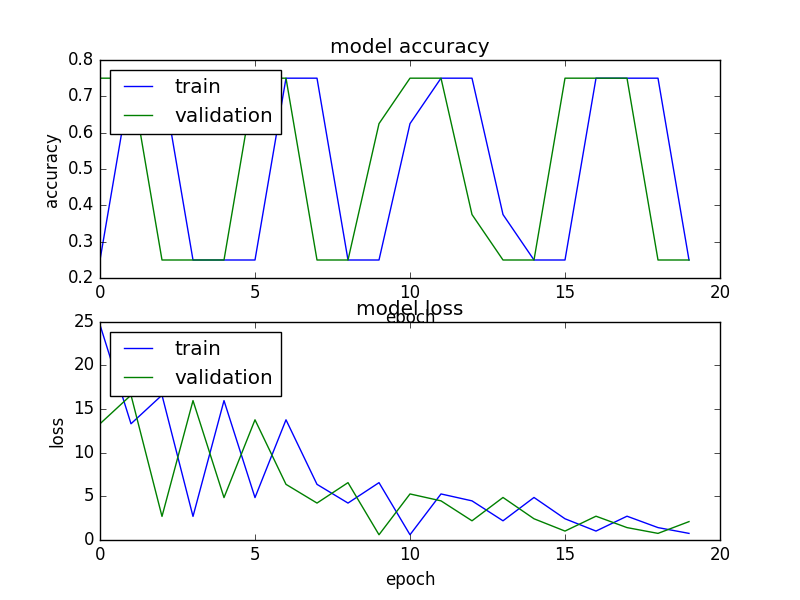 model accuracy
0.8
0.7
0.6
0.5
0.4
0.3
0.2
accuracy
train
validation
0 5 10 15 20
epoch
model loss
25
20
15
10
5
0
loss
train
validation
0 5 10 15 20
epoch